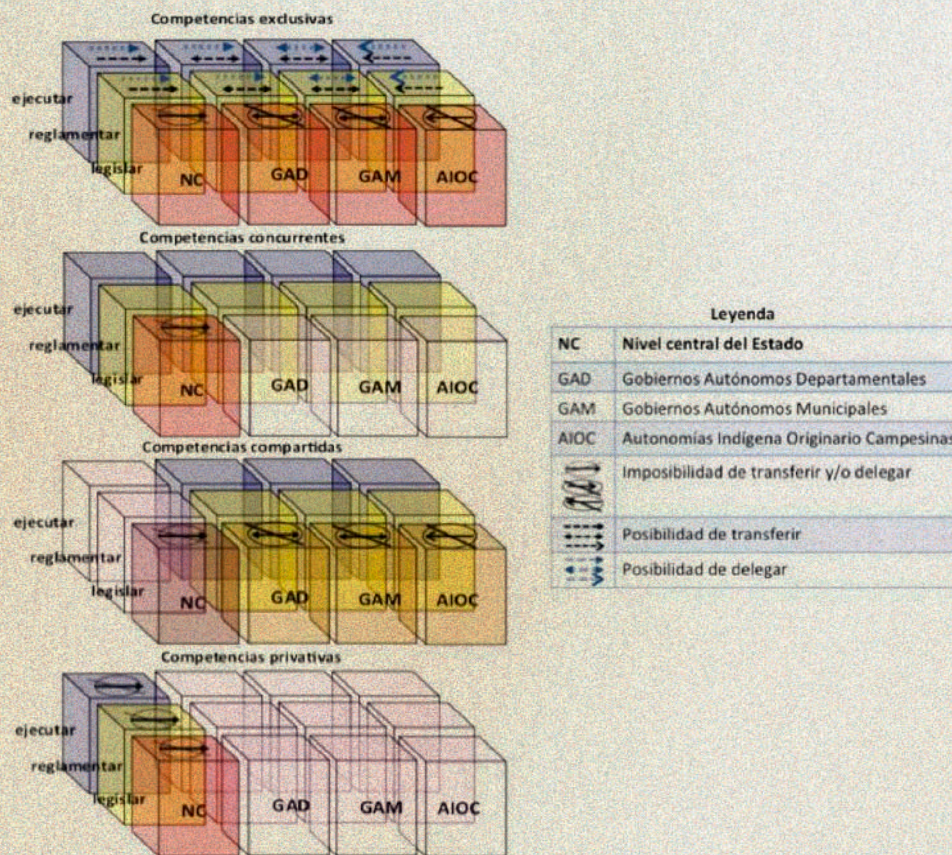 Competencias exclusivas
ejecutar
reglamentar
legislar
NC
GAD
GAM
AIOC
Competencias concurrentes
ejecutar
reglamentar
legislar
NC
GAD
GAM
AIOC
Competencias compartidas
ejecutar
reglamentar
legislar
NC
GAD
GAM
AIOC
Competencias privativas
ejecutar
reglamentar
legislar
NC
GAD
GAM
AIOC
Leyenda
NC Nivel central del Estado
GAD Gobiernos Autónomos Departamentales
GAM Gobiernos Autónomos Municipales
AIOC Autonomías Indígena Originario Campesinas
Imposibilidad de transferir y/o delegar
Posibilidad de transferir
Posibilidad de delegar